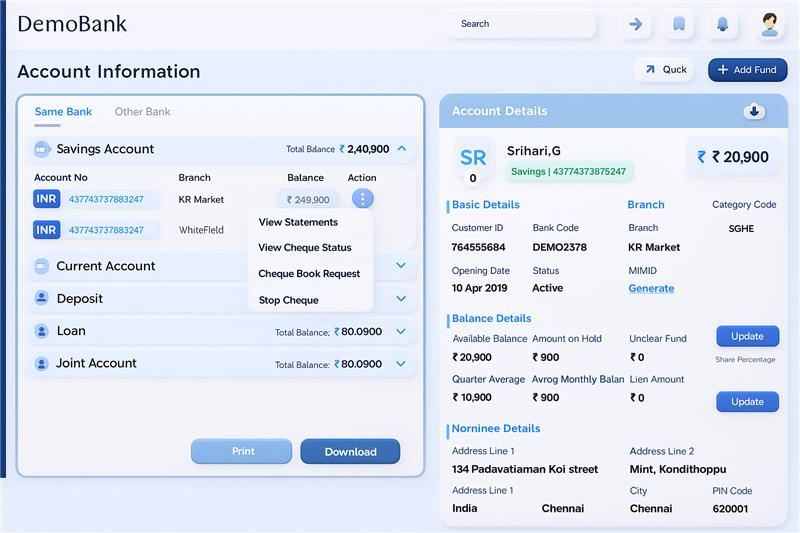 DemoBank
Search
Account Information
Quck
+ Add Fund
Same Bank Other Bank
Savings Account Total Balance ₹ 2,40,900
Account No Branch Balance Action
INR 437743737883247 KR Market ₹ 249,900
INR 437743737883247 WhiteField
View Statements
View Cheque Status
Cheque Book Request
Stop Cheque
Current Account
Deposit
Loan Total Balance; ₹ 80.0900
Joint Account Total Balance: ₹ 80.0900
Print Download
Account Details
SR
0
Srihari,G
Savings | 43774373875247
₹ ₹ 20,900
Basic Details Branch Category Code
Customer ID Bank Code Branch SGHE
764555684 DEMO2378 KR Market
Opening Date Status MIMID
10 Apr 2019 Active Generate
Balance Details
Available Balance Amount on Hold Unclear Fund Update
₹ 20,900 ₹ 900 ₹ 0 Share Percentage
Quarter Average Avrog Monthly Balan Lien Amount
₹ 10,900 ₹ 900 ₹ 0 Update
Norninee Details
Address Line 1 Address Line 2
134 Padavatiaman Koi street Mint, Kondithoppu
Address Line 1 City PIN Code
India Chennai Chennai 620001